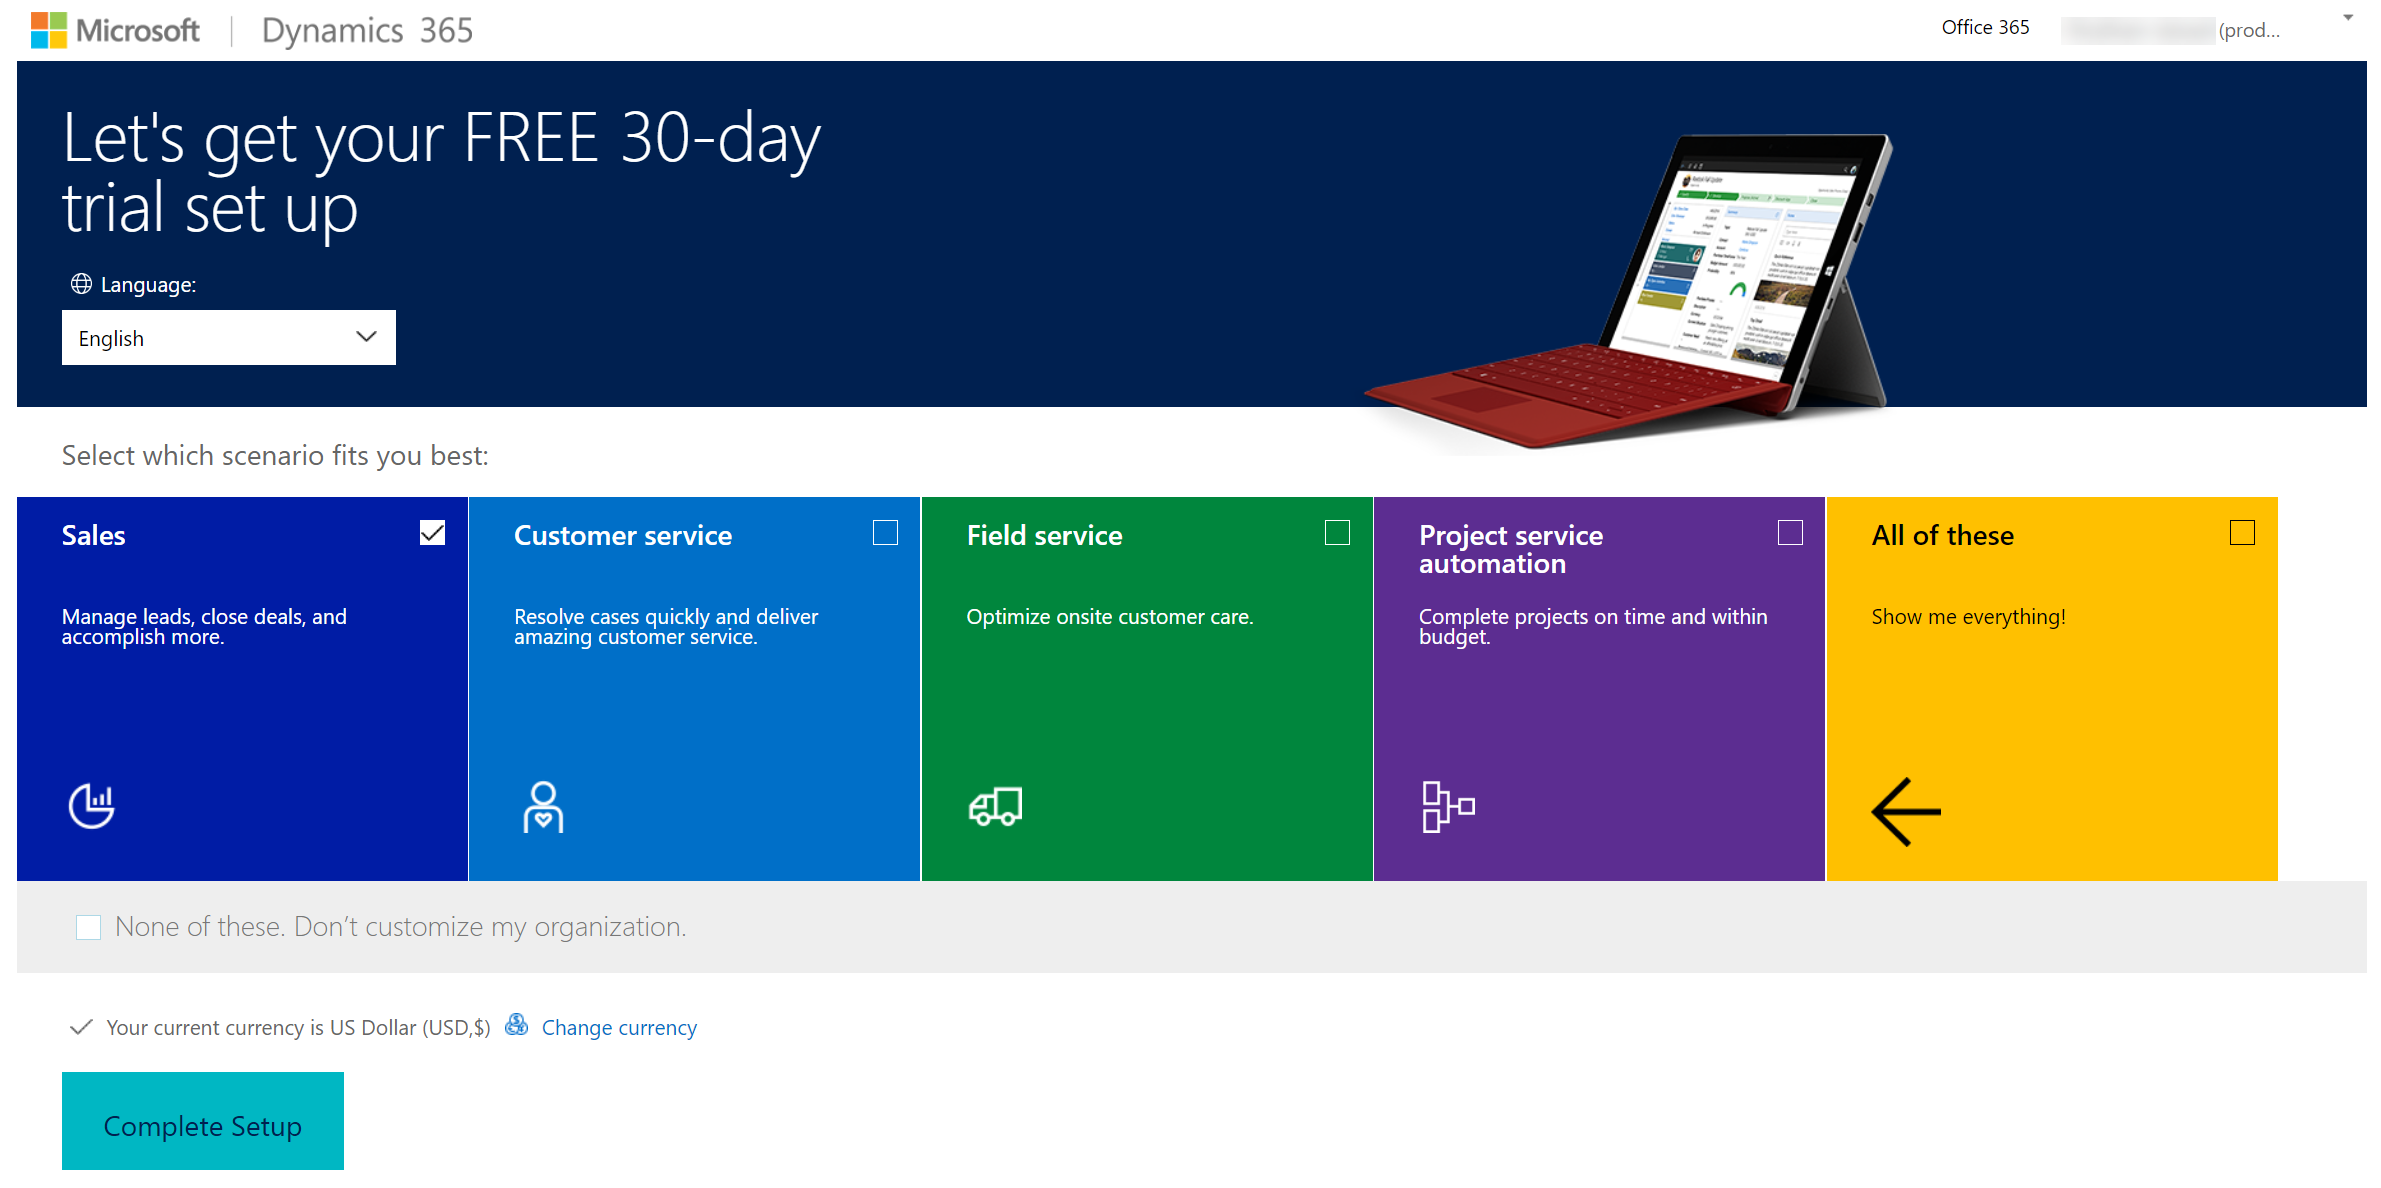 Microsoft | Dynamics 365
Office 365
(prod...
Let's get your FREE 30-day
trial set up
Language:
English
Select which scenario fits you best:
Sales
Manage leads, close deals, and
accomplish more.
Customer service
Resolve cases quickly and deliver
amazing customer service.
Field service
Optimize onsite customer care.
Project service
automation
Complete projects on time and within
budget.
All of these
Show me everything!
None of these. Don’t customize my organization.
Your current currency is US Dollar (USD,$)
Change currency
Complete Setup